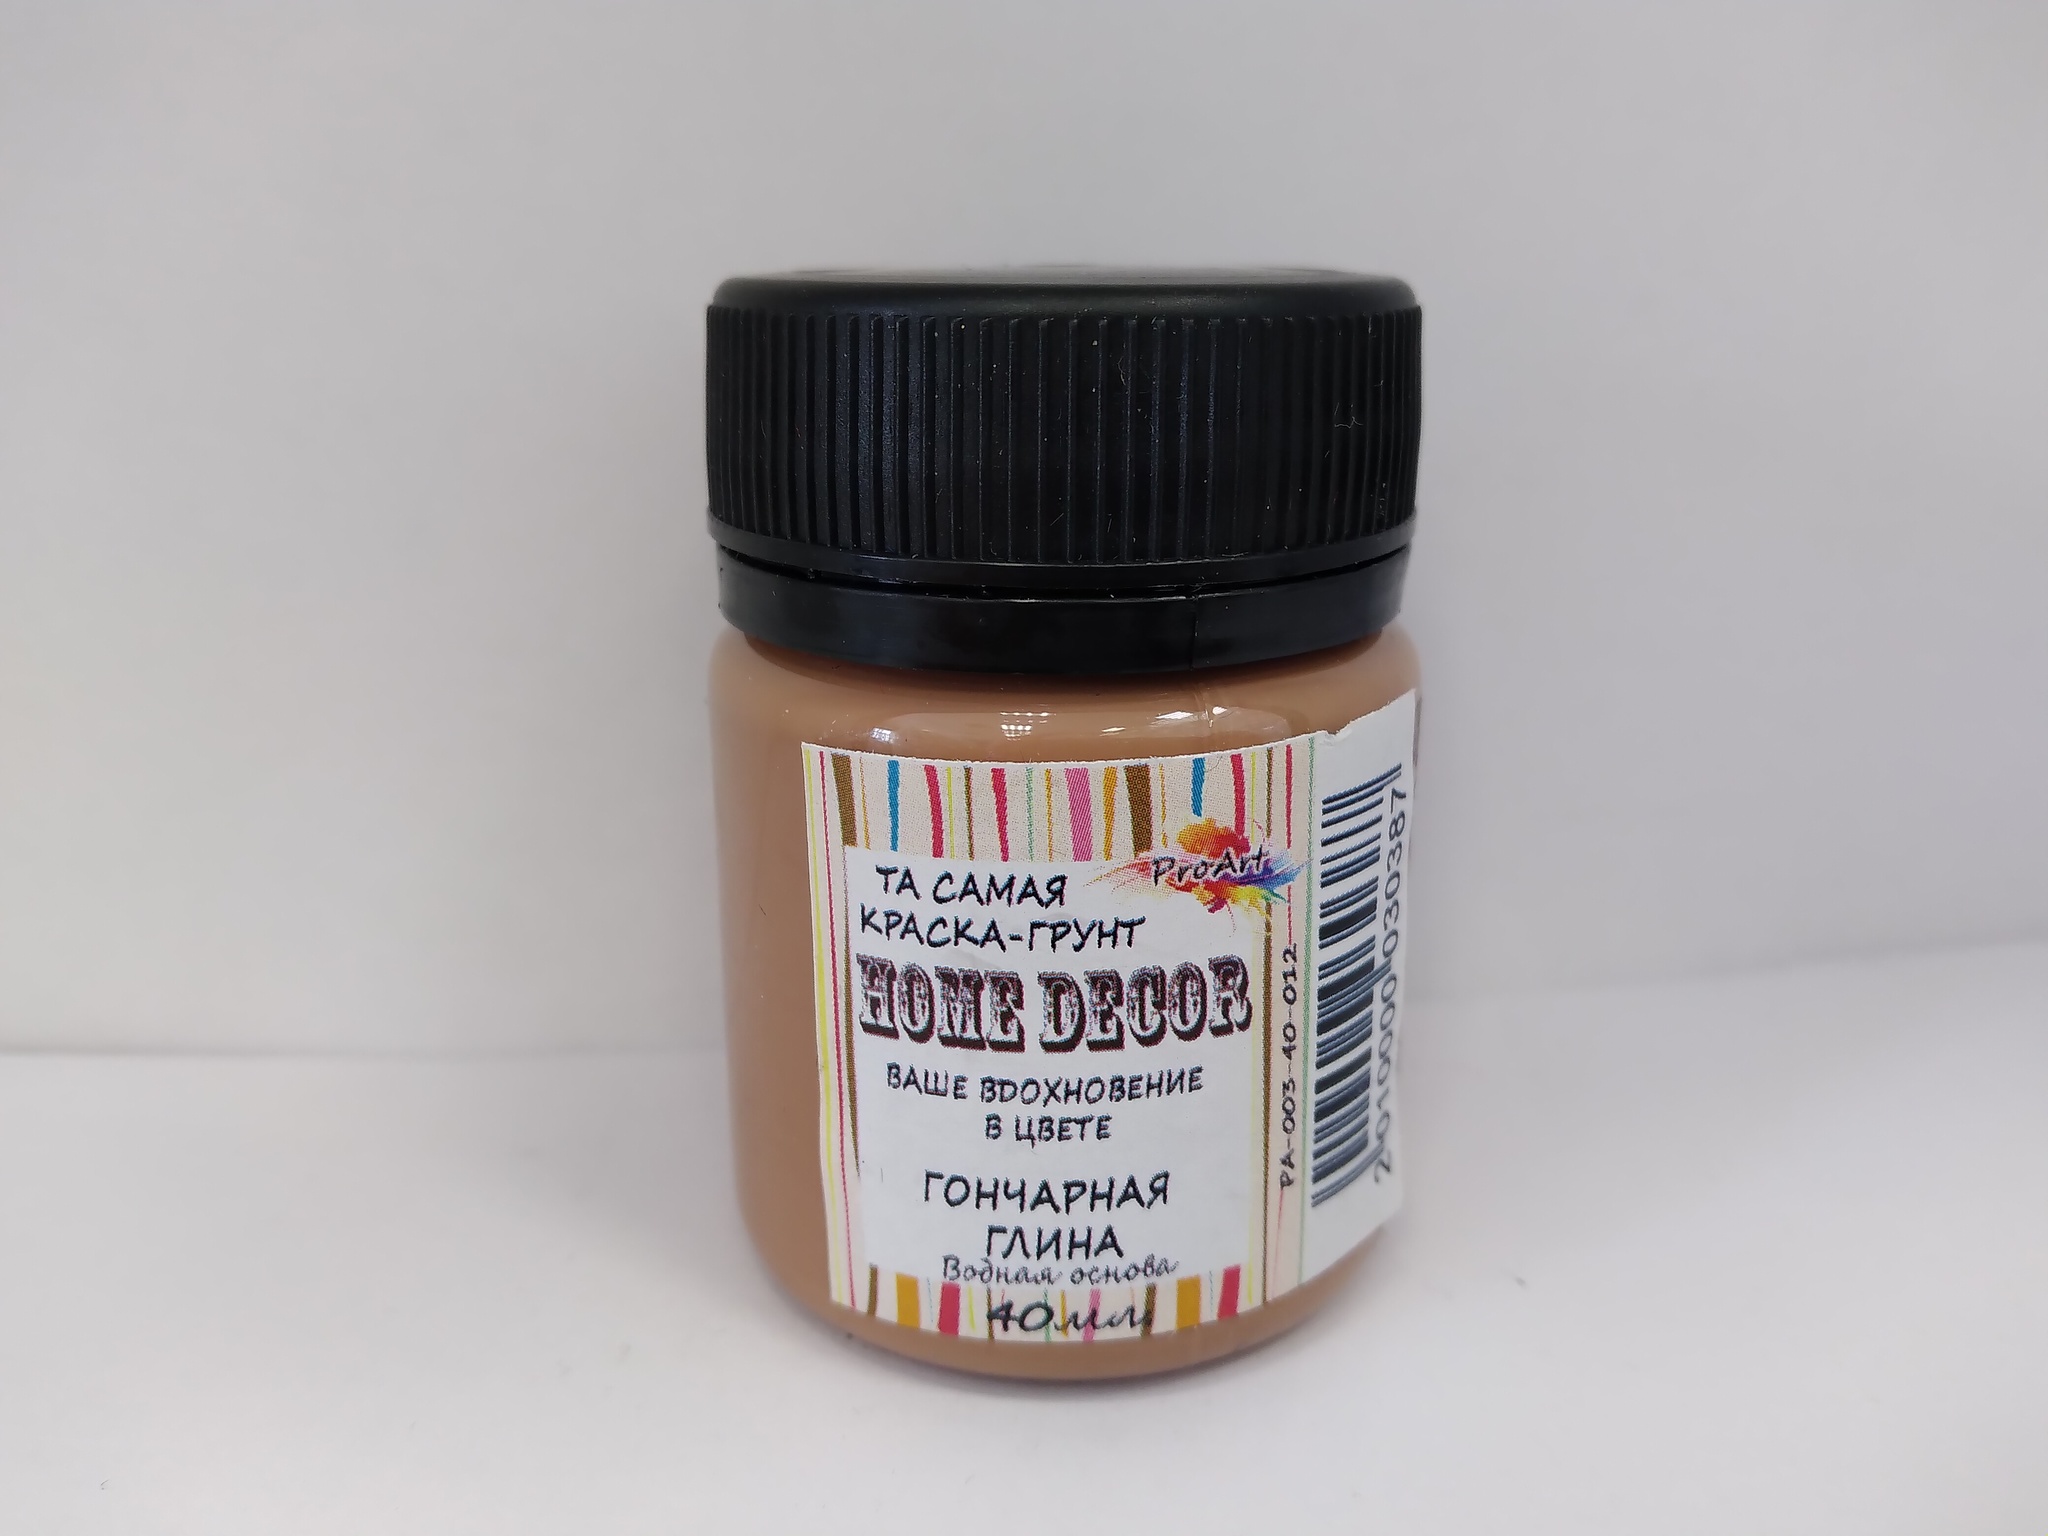 ProArt
ТА САМАЯ
КРАСКА-ГРУНТ
HOME DECOR
ВАШЕ ВДОХНОВЕНИЕ
В ЦВЕТЕ
ГОНЧАРНАЯ
ГЛИНА
Водная основа
40мл
PA-003-40-012
2010000030387